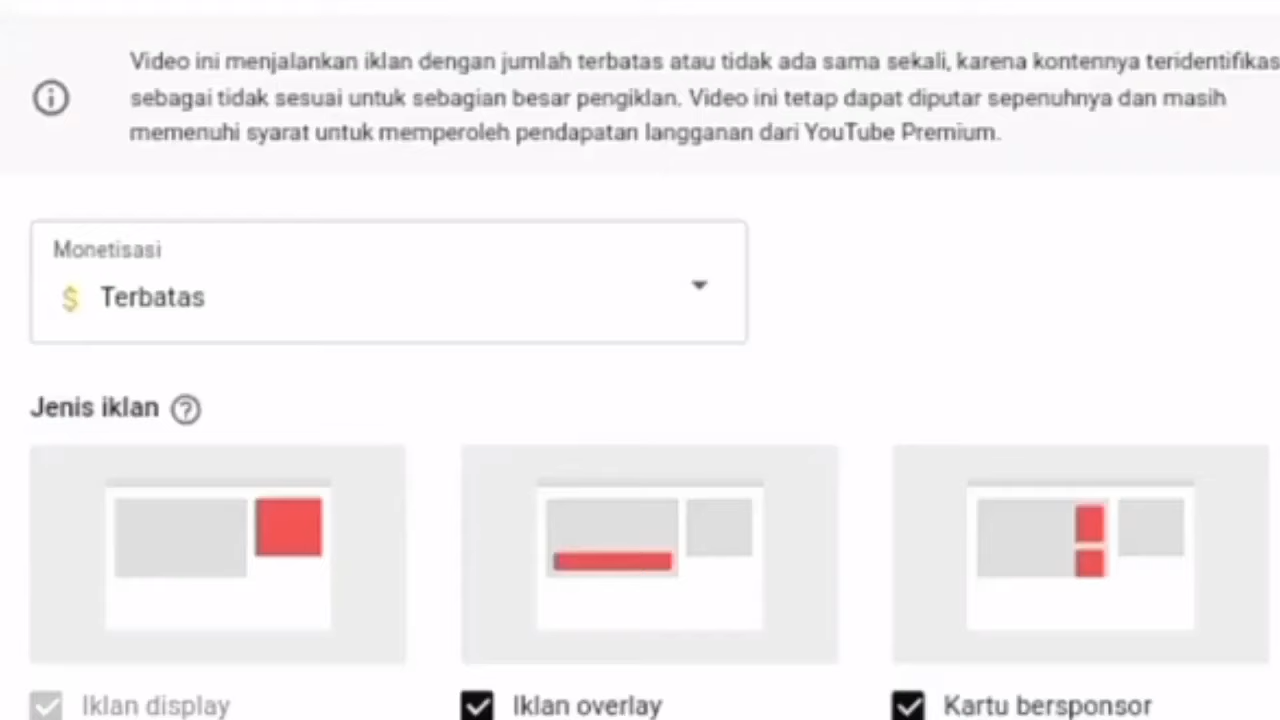 Video ini menjalankan iklan dengan jumlah terbatas atau tidak ada sama sekali, karena kontennya teridentifikas
sebagai tidak sesuai untuk sebagian besar pengiklan. Video ini tetap dapat diputar sepenuhnya dan masih
memenuhi syarat untuk memperoleh pendapatan langganan dari YouTube Premium.
Monetisasi
$ Terbatas
Jenis iklan
Iklan display
Iklan overlay
Kartu bersponsor